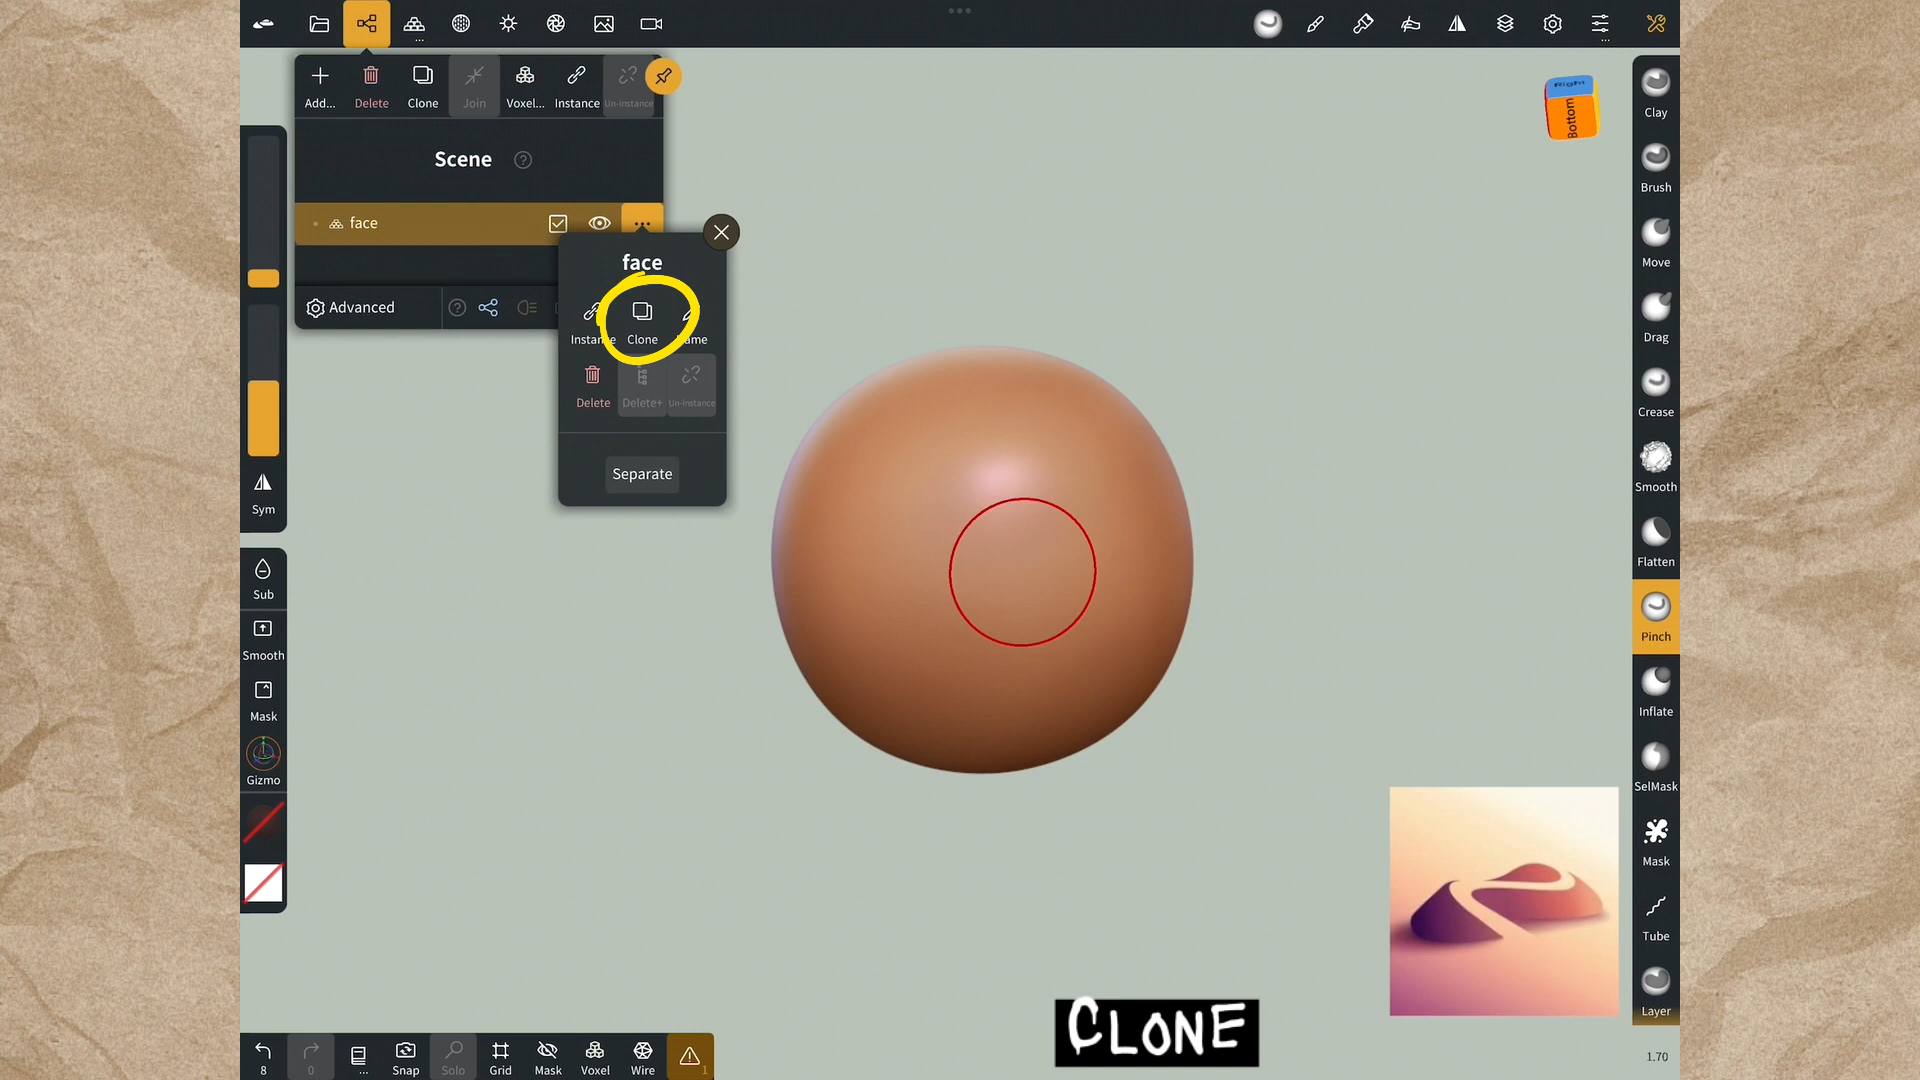 Add...
Delete
Clone
Join
Voxel...
Instance
Un-instance
Scene
?
face
Advanced
?
face
Clone
Delete
Delete+
Un-instance
Separate
Right
Bottom
Sym
Sub
Smooth
Mask
Gizmo
Clay
Brush
Move
Drag
Crease
Smooth
Flatten
Pinch
Inflate
SelMask
Mask
Tube
Layer
CLONE
8
0
...
Snap
Solo
Grid
Mask
Voxel
Wire
1
1.70